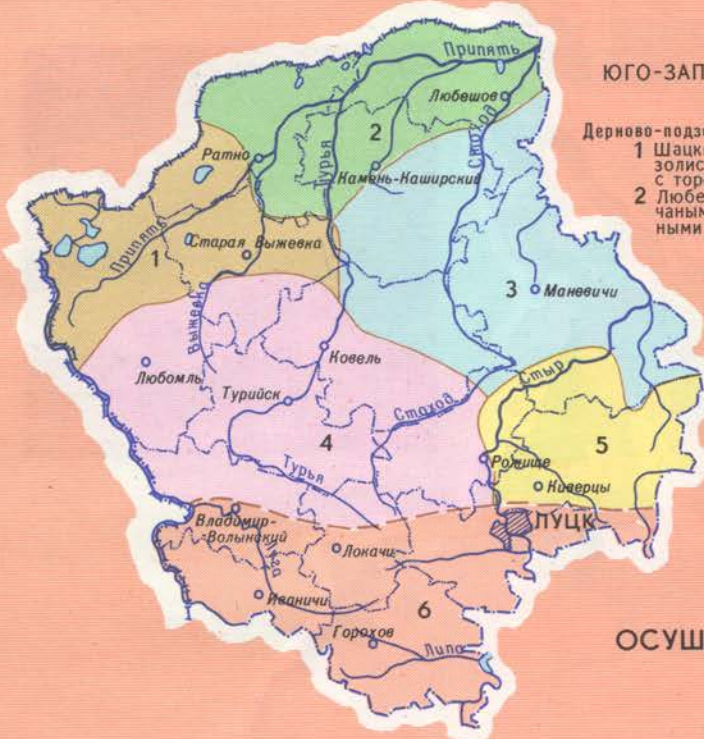 Припять
ЮГО-ЗАП
Любешов
2
Стоход
Дерново-подз
1 Шацк
золис
с торо
2 Любе
чаным
ными
Ратно
Турья
Камень-Каширский
Припять
Старая Выжевка
1
3
Маневичи
Выжевка
Ковель
Стыр
Любомль
Турийск
Стоход
4
5
Турья
Рожище
Киверцы
Владимир-
-Волынский
ЛУЦК
Луга
Локачи
Иваничи
6
Горохов
Липа
ОСУШ